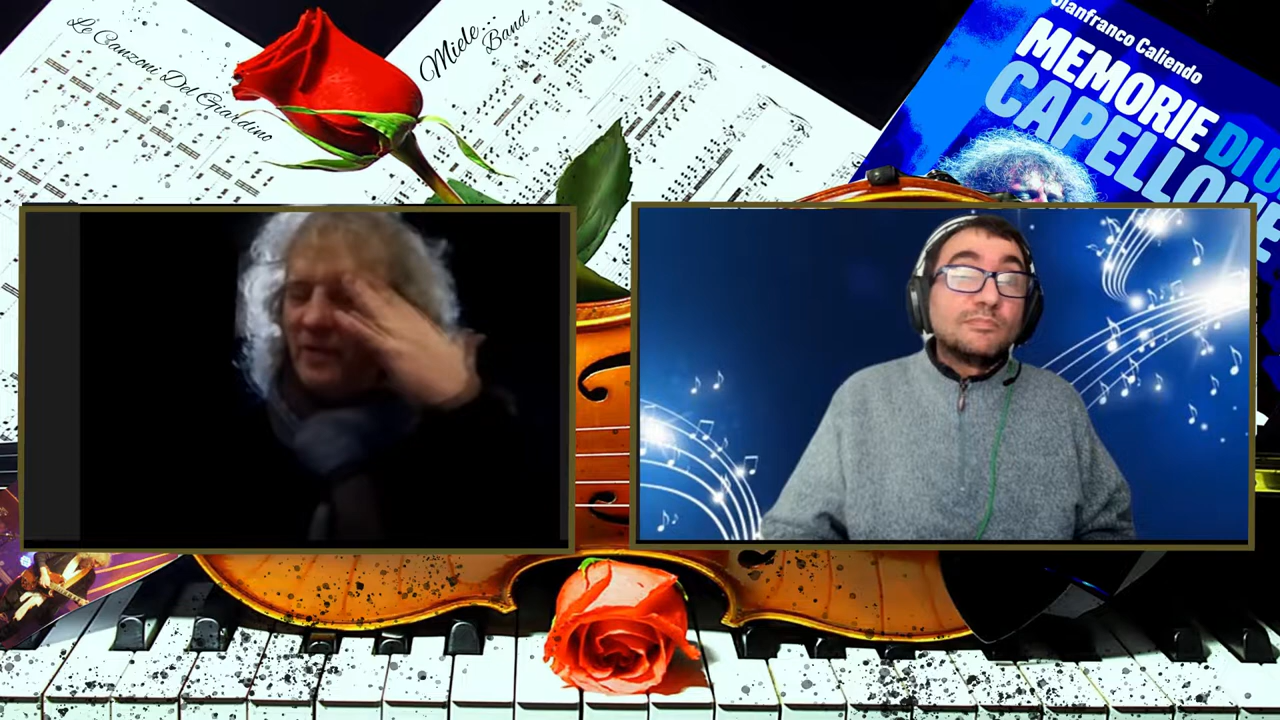 Le Canzoni Del Giardino
Miele...
Band
Gianfranco Caliendo
MEMORIE DI U
CAPELLONE